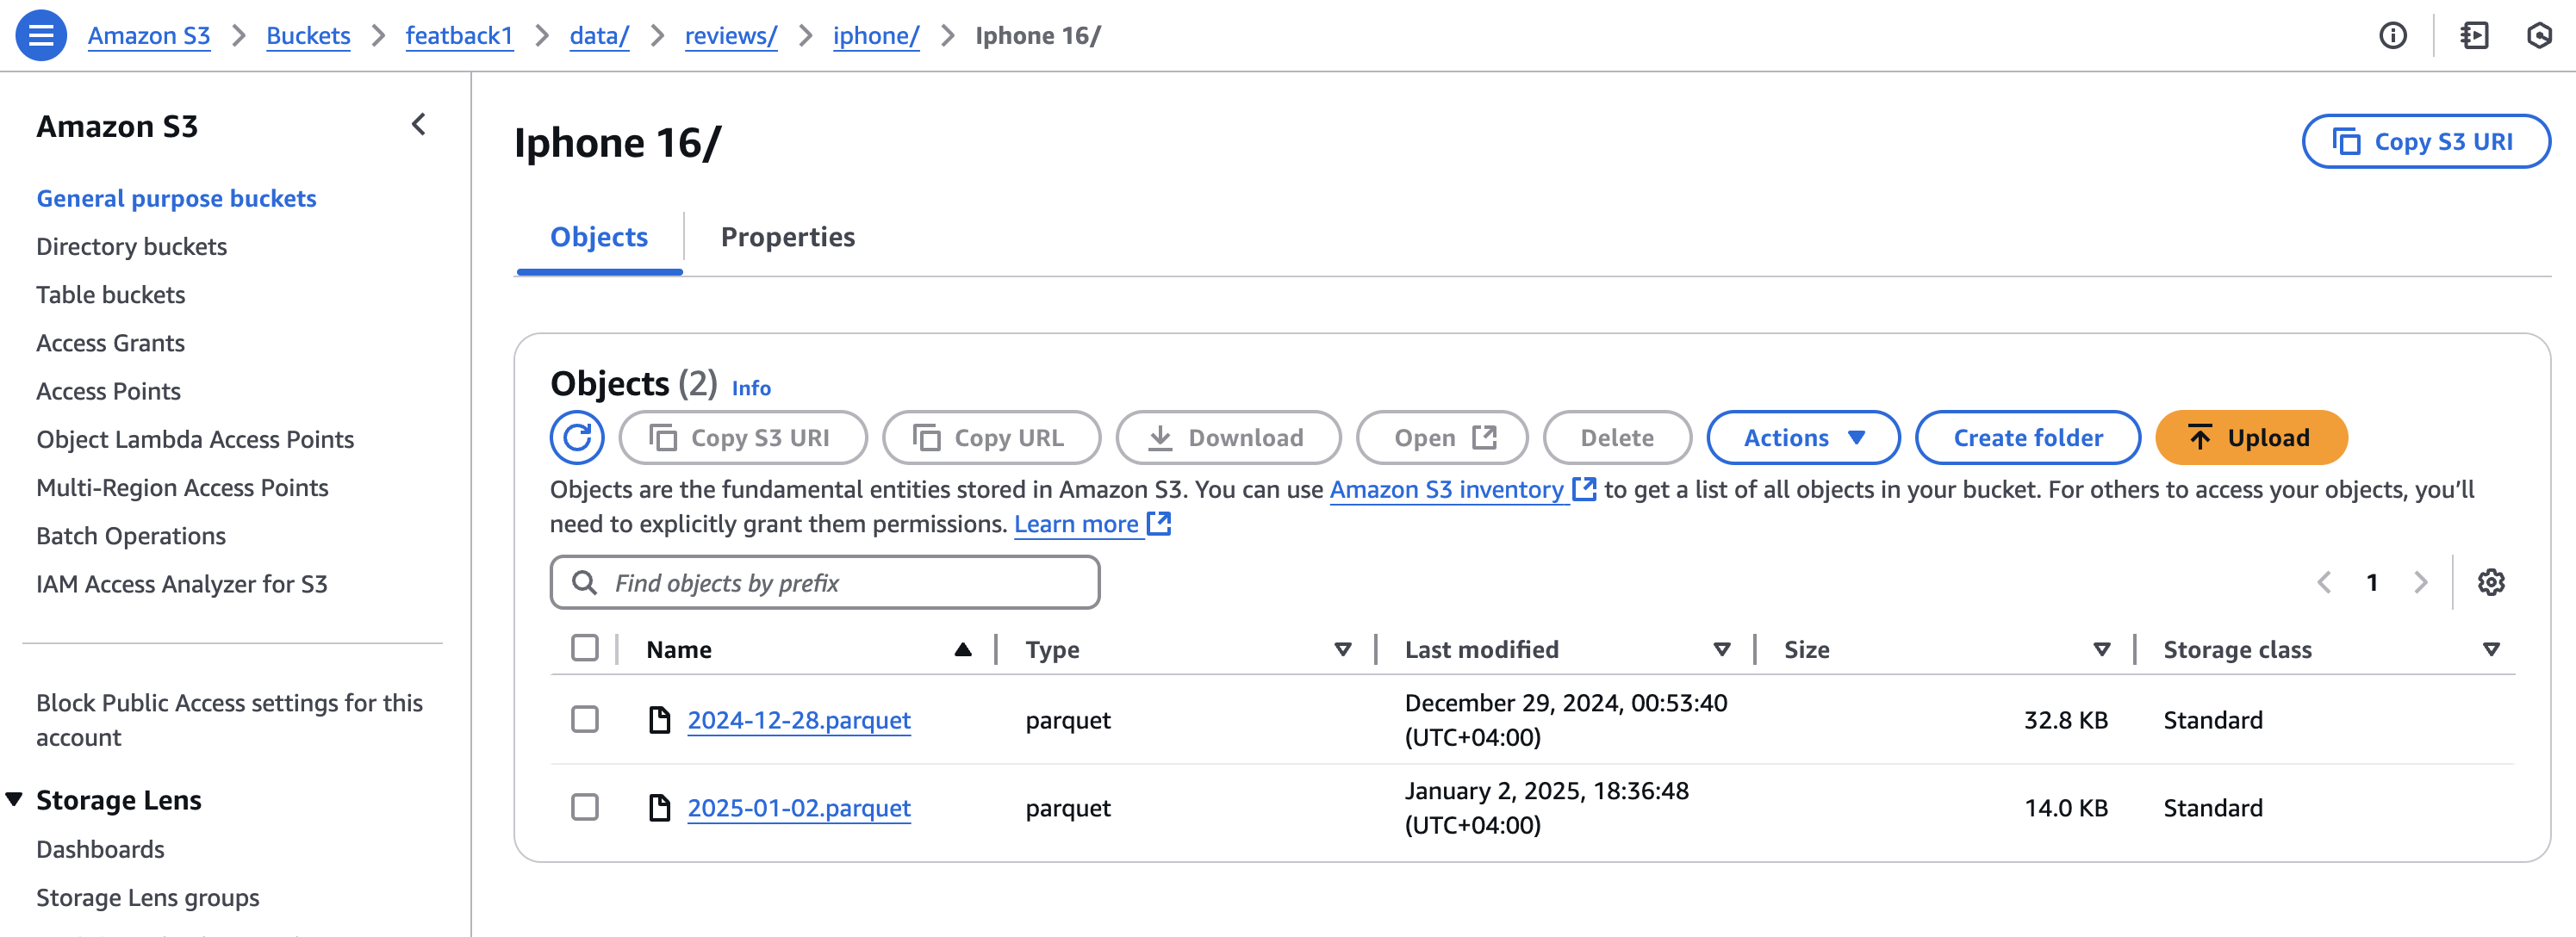 Amazon S3 > Buckets > featback1 > data/ > reviews/ > iphone/ > Iphone 16/
Amazon S3
General purpose buckets
Directory buckets
Table buckets
Access Grants
Access Points
Object Lambda Access Points
Multi-Region Access Points
Batch Operations
IAM Access Analyzer for S3
Block Public Access settings for this
account
Storage Lens
Dashboards
Storage Lens groups
Iphone 16/
Copy S3 URI
Objects Properties
Objects (2) Info
Copy S3 URI Copy URL Download Open Delete Actions Create folder Upload
Objects are the fundamental entities stored in Amazon S3. You can use Amazon S3 inventory to get a list of all objects in your bucket. For others to access your objects, you’ll
need to explicitly grant them permissions. Learn more
Find objects by prefix
1
Name Type Last modified Size Storage class
2024-12-28.parquet parquet December 29, 2024, 00:53:40
(UTC+04:00) 32.8 KB Standard
2025-01-02.parquet parquet January 2, 2025, 18:36:48
(UTC+04:00) 14.0 KB Standard